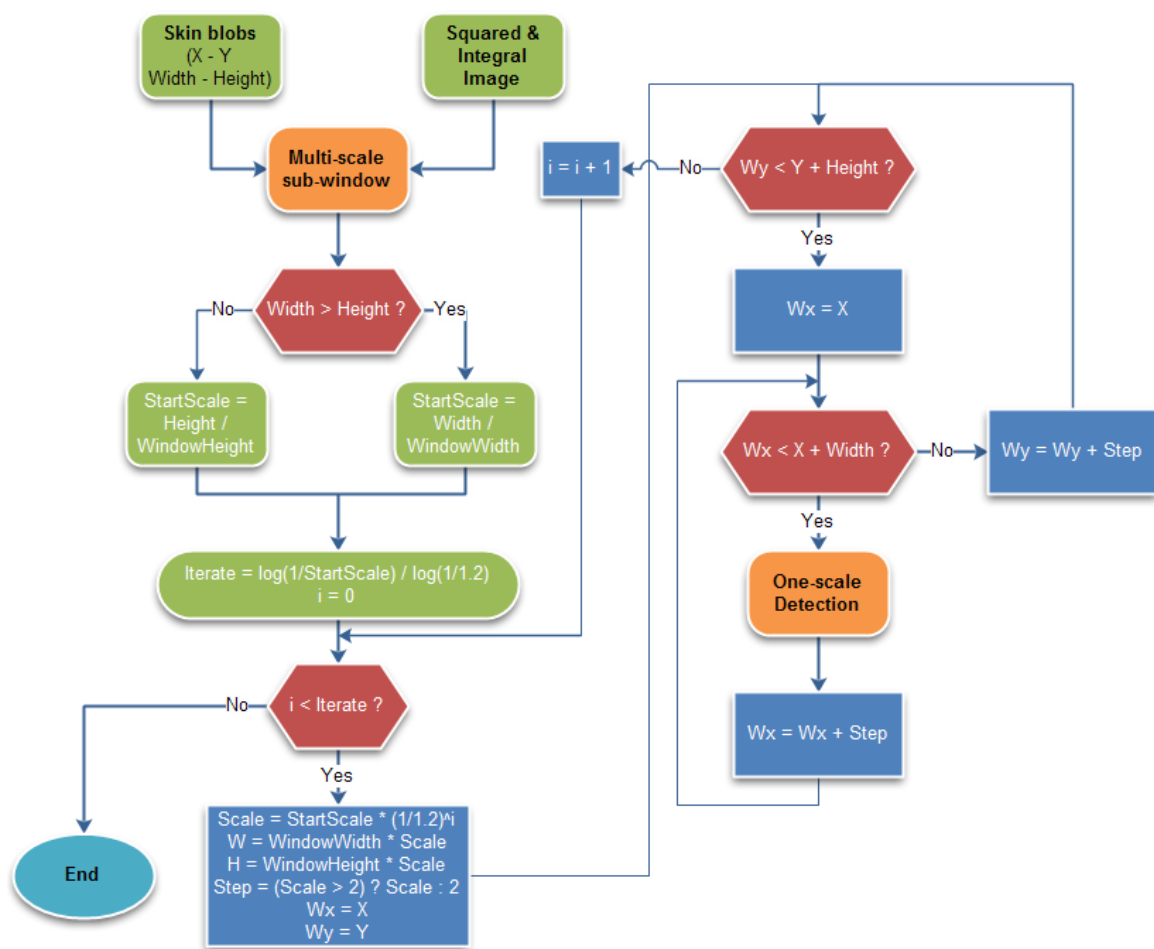 Skin blobs
(X - Y
Width - Height)
Squared &
Integral
Image
Multi-scale
sub-window
Width > Height ?
No
Yes
StartScale =
Height /
WindowHeight
StartScale =
Width /
WindowWidth
Iterate = log(1/StartScale) / log(1/1.2)
i = 0
i < Iterate ?
No
Yes
End
Scale = StartScale * (1/1.2)^i
W = WindowWidth * Scale
H = WindowHeight * Scale
Step = (Scale > 2) ? Scale : 2
Wx = X
Wy = Y
i = i + 1
No
Wy < Y + Height ?
Yes
Wx = X
Wx < X + Width ?
No
Wy = Wy + Step
Yes
One-scale
Detection
Wx = Wx + Step